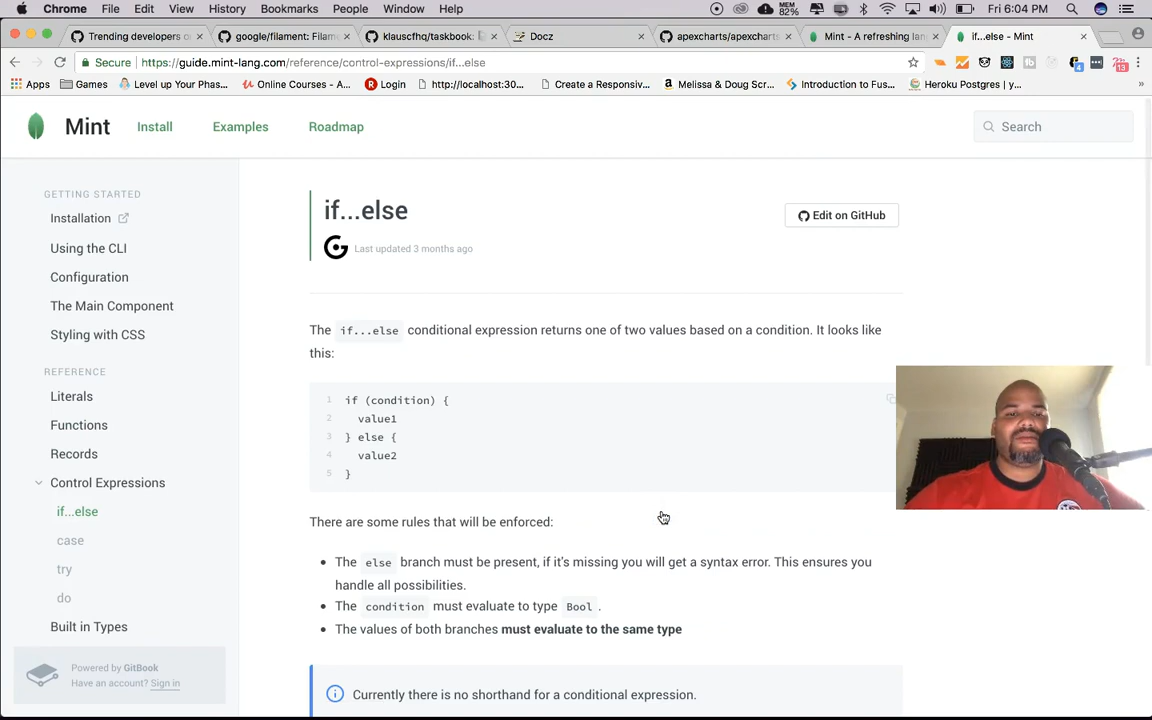 Chrome File Edit View History Bookmarks People Window Help MEM 82% Fri 6:04 PM
Trending developers o × google/filament: Filam × klauscfhq/taskbook: × Docz × apexcharts/apexcharts × Mint - A refreshing lan × if...else - Mint ×
Secure https://guide.mint-lang.com/reference/control-expressions/if...else 4 13
Apps Games Level up Your Phas... Online Courses - A... Login http://localhost:30... Create a Responsiv... Melissa & Doug Scr... Introduction to Fus... Heroku Postgres | y... »
Mint Install Examples Roadmap Search
GETTING STARTED
Installation
Using the CLI
Configuration
The Main Component
Styling with CSS
REFERENCE
Literals
Functions
Records
Control Expressions
if...else
case
try
do
Built in Types
Powered by GitBook
Have an account? Sign in
if...else
Edit on GitHub
Last updated 3 months ago
The if...else conditional expression returns one of two values based on a condition. It looks like
this:
1 if (condition) {
2 value1
3 } else {
4 value2
5 }
There are some rules that will be enforced:
• The else branch must be present, if it's missing you will get a syntax error. This ensures you
handle all possibilities.
• The condition must evaluate to type Bool .
• The values of both branches must evaluate to the same type
Currently there is no shorthand for a conditional expression.